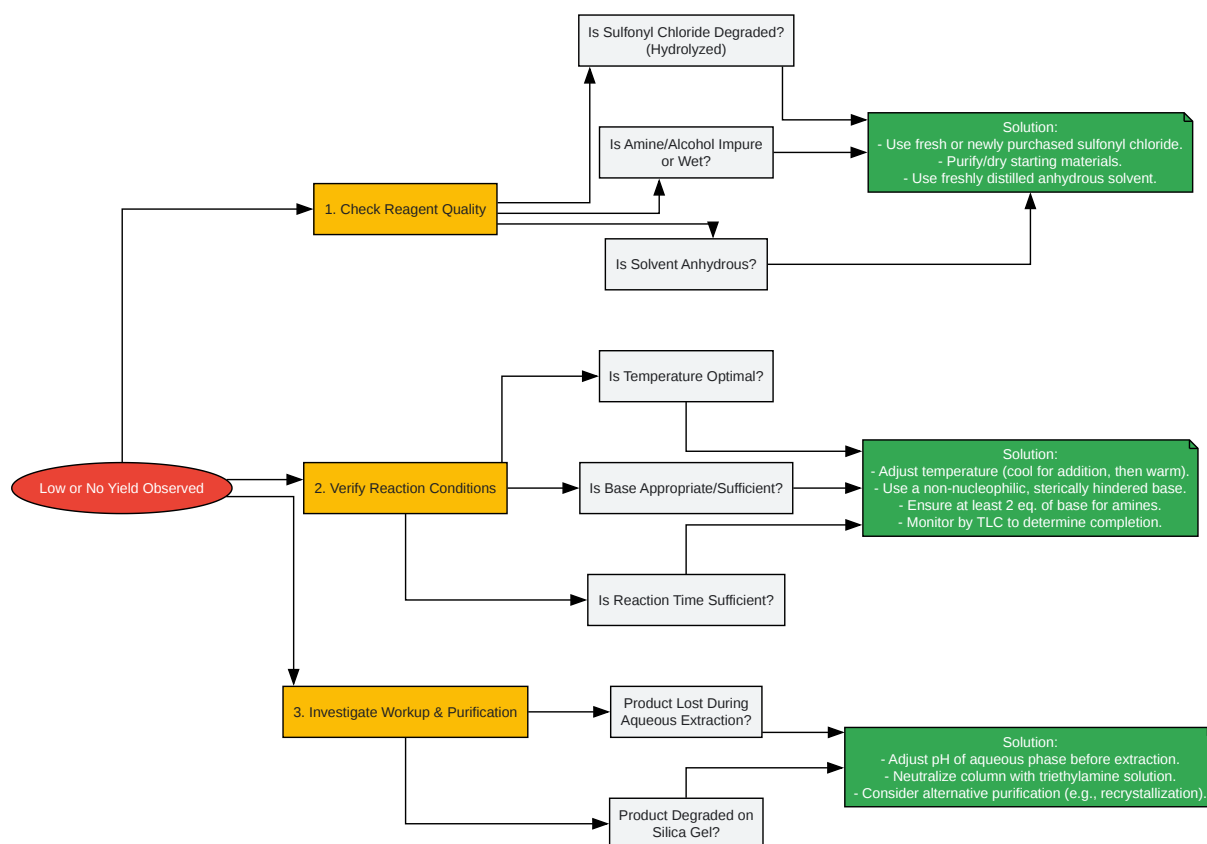 Is Sulfonyl Chloride Degraded?
(Hydrolyzed)
Is Amine/Alcohol Impure
or Wet?
Solution:
- Use fresh or newly purchased sulfonyl chloride.
- Purify/dry starting materials.
- Use freshly distilled anhydrous solvent.
1. Check Reagent Quality
Is Solvent Anhydrous?
Is Temperature Optimal?
Low or No Yield Observed
2. Verify Reaction Conditions
Is Base Appropriate/Sufficient?
Solution:
- Adjust temperature (cool for addition, then warm).
- Use a non-nucleophilic, sterically hindered base.
- Ensure at least 2 eq. of base for amines.
- Monitor by TLC to determine completion.
Is Reaction Time Sufficient?
3. Investigate Workup & Purification
Product Lost During
Aqueous Extraction?
Solution:
- Adjust pH of aqueous phase before extraction.
- Neutralize column with triethylamine solution.
- Consider alternative purification (e.g., recrystallization).
Product Degraded on
Silica Gel?